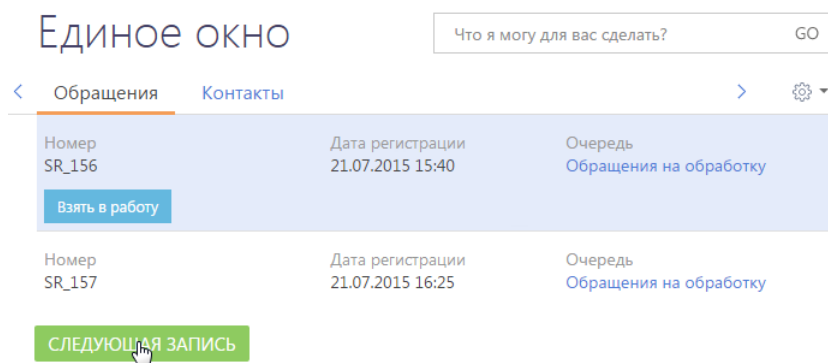 Единое окно
Что я могу для вас сделать? GO
Обращения Контакты
Номер Дата регистрации Очередь
SR_156 21.07.2015 15:40 Обращения на обработку
Взять в работу
Номер Дата регистрации Очередь
SR_157 21.07.2015 16:25 Обращения на обработку
СЛЕДУЮЩАЯ ЗАПИСЬ